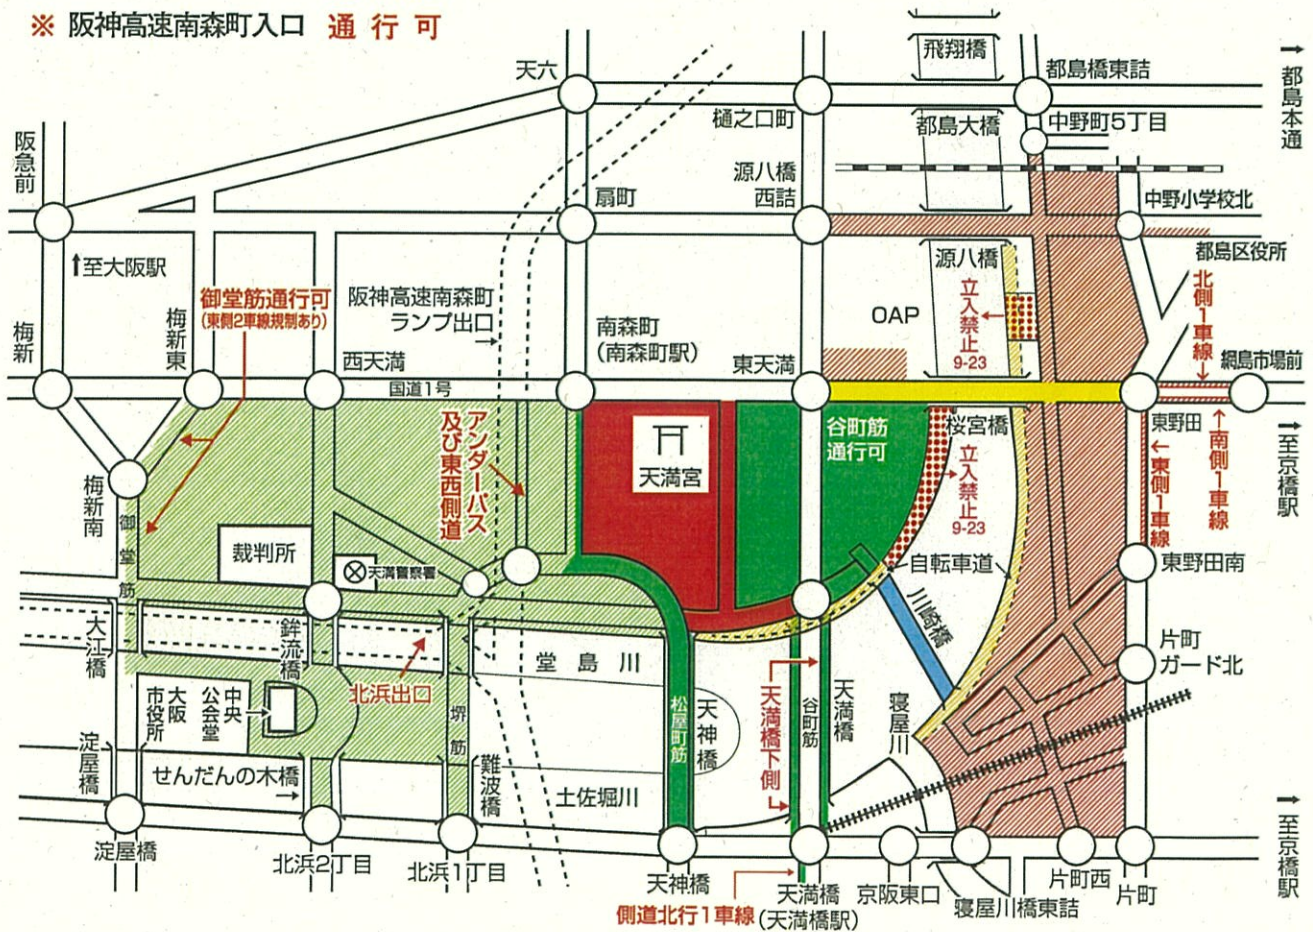 ※ 阪神高速南森町入口 通行可
飛翔橋
天六
都島橋東詰
→都島本通
樋之口町
都島大橋
中野町5丁目
阪急前
源八橋
西詰
扇町
中野小学校北
都島区役所
↑至大阪駅
源八橋
御堂筋通行可
(東側2車線規制あり)
阪神高速南森町
ランプ出口
→
OAP
立入禁止
9-23
北側1車線→
梅新
梅新東
西天満
南森町
(南森町駅)
東天満
網島市場前
国道1号
アンダーパス
及び東西側道
天満宮
谷町筋
通行可
桜宮橋
立入禁止
9-23
東野田
←東側1車線
←南側1車線
→至京橋駅
梅新南
御堂筋
裁判所
天満警察署
自転車道
東野田南
川崎橋
大江橋
鉾流橋
北浜出口
堂島川
片町
ガード北
大阪
市役所
中央
公会堂
堺筋
松屋町筋
天神橋
天満橋下側
谷町筋
天満橋
寝屋川
淀屋橋
せんだんの木橋
→
難波橋
土佐堀川
→至京橋駅
淀屋橋
北浜2丁目
北浜1丁目
天神橋
天満橋
(天満橋駅)
京阪東口
寝屋川橋東詰
片町西
片町
側道北行1車線